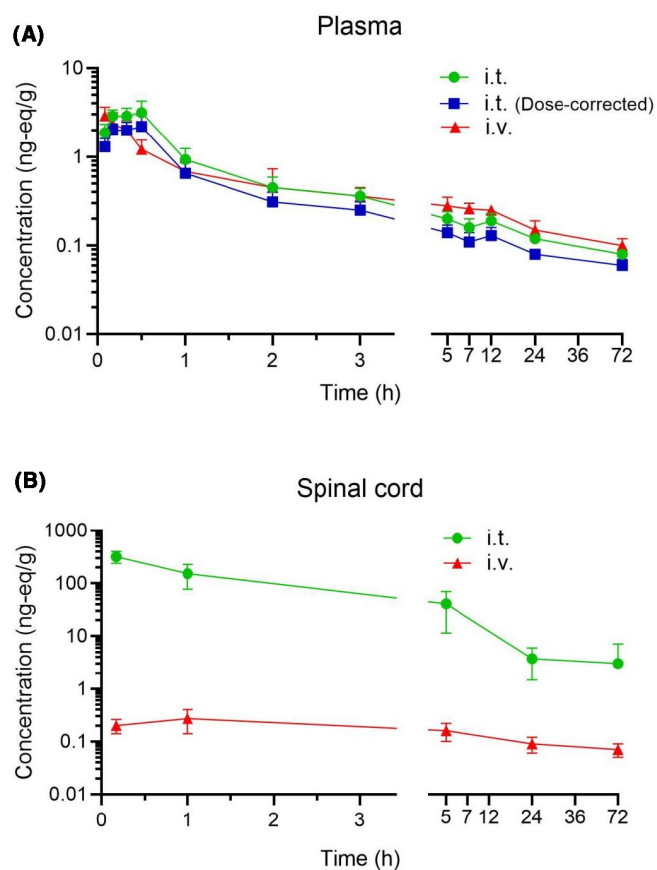 (A)
Plasma
Concentration (ng-eq/g)
10
1
0.1
0.01
i.t.
i.t. (Dose-corrected)
i.v.
0 1 2 3 5 7 12 24 36 72
Time (h)
(B)
Spinal cord
Concentration (ng-eq/g)
1000
100
10
1
0.1
0.01
i.t.
i.v.
0 1 2 3 5 7 12 24 36 72
Time (h)